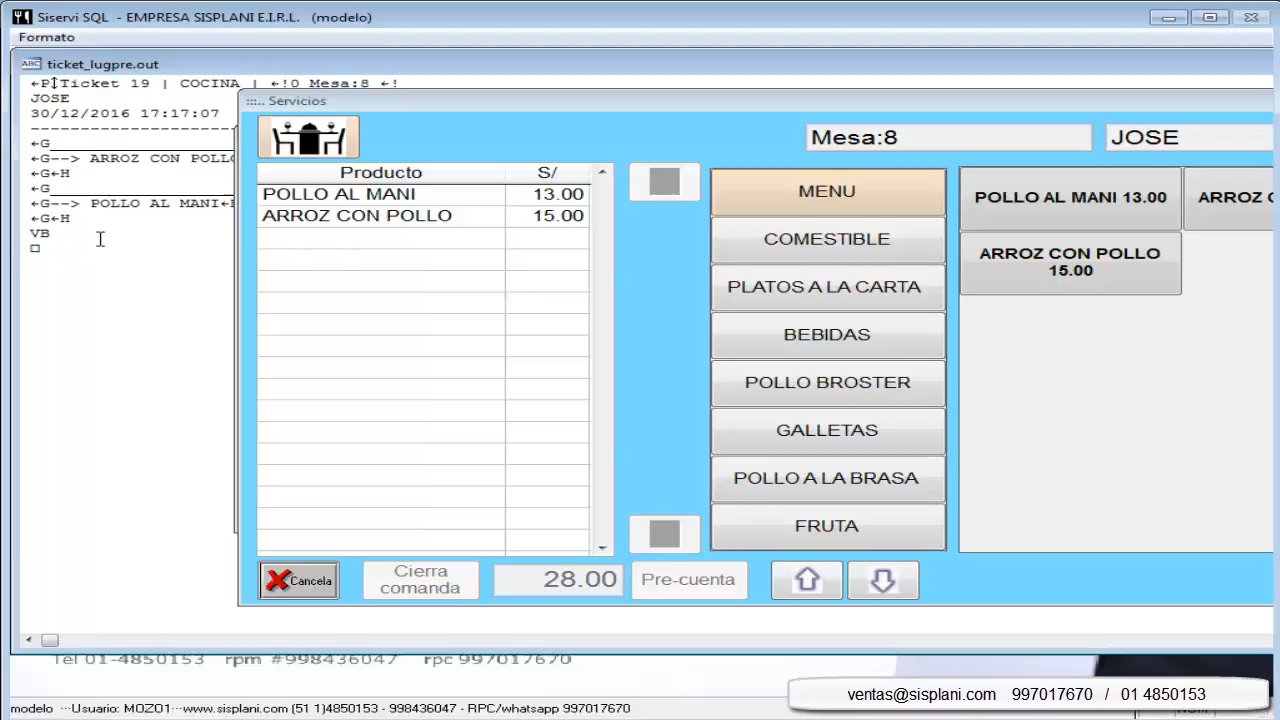 Siservi SQL - EMPRESA SISPLANI E.I.R.L. (modelo)
Formato
ABC ticket_lugpre.out
←P‡Ticket 19 | COCINA | ←!0 Mesa:8 ←!
JOSE
30/12/2016 17:17:07
←G
←G--> ARROZ CON POLLO
←G←H
←G
←G--> POLLO AL MANI←
←G←H
VB
:::.. Servicios
Mesa:8
JOSE
Producto S/
POLLO AL MANI 13.00
ARROZ CON POLLO 15.00
MENU
COMESTIBLE
PLATOS A LA CARTA
BEBIDAS
POLLO BROSTER
GALLETAS
POLLO A LA BRASA
FRUTA
POLLO AL MANI 13.00
ARROZ C
ARROZ CON POLLO
15.00
Cancela
Cierra
comanda
28.00
Pre-cuenta
Tel 01-4850153 rpm #998436047 rpc 997017670
ventas@sisplani.com 997017670 / 01 4850153
modelo ···Usuario: MOZO1···www.sisplani.com (51 1)4850153 - 998436047 - RPC/whatsapp 997017670